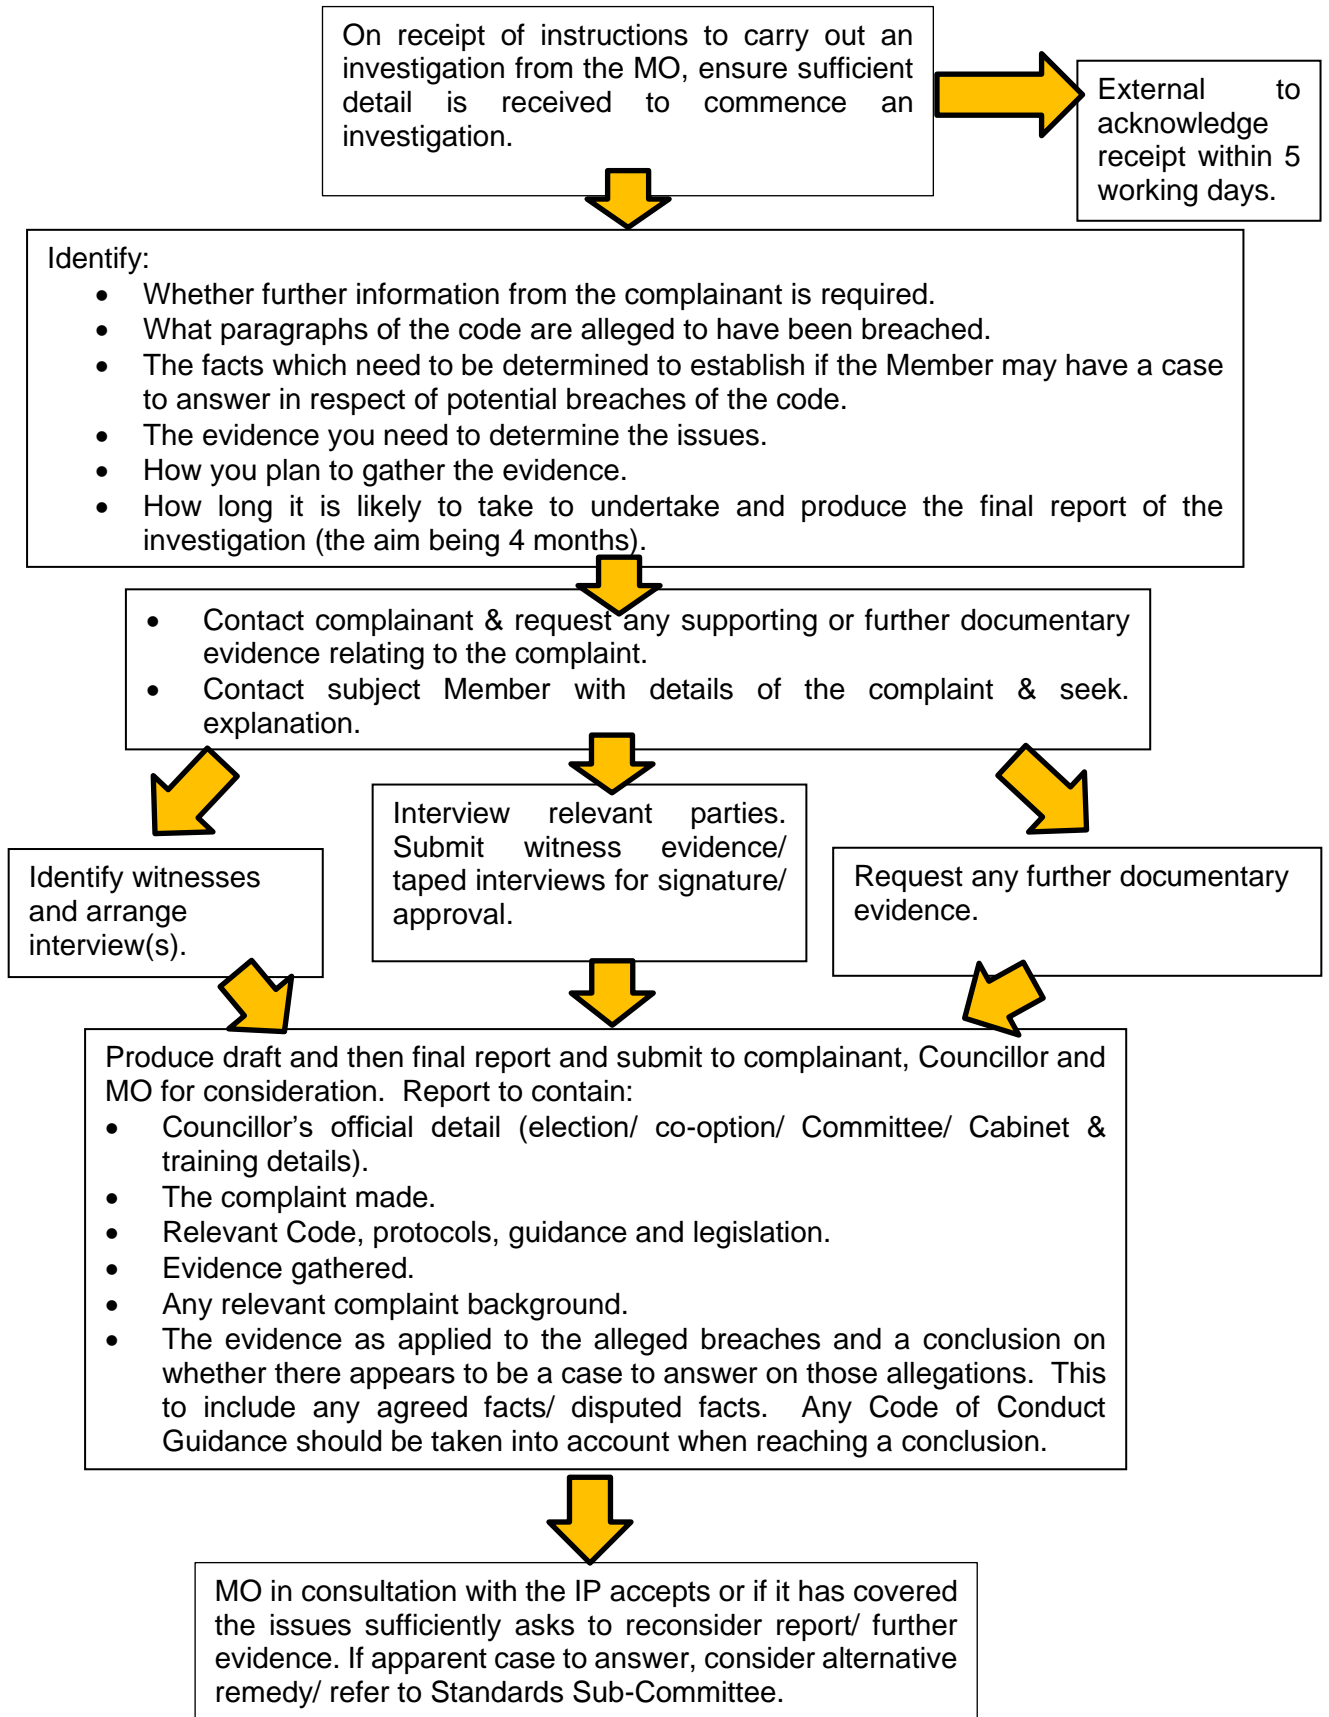 On receipt of instructions to carry out an
investigation from the MO, ensure sufficient
detail is received to commence an
investigation.
External to
acknowledge
receipt within 5
working days.
Identify:
• Whether further information from the complainant is required.
• What paragraphs of the code are alleged to have been breached.
• The facts which need to be determined to establish if the Member may have a case
to answer in respect of potential breaches of the code.
• The evidence you need to determine the issues.
• How you plan to gather the evidence.
• How long it is likely to take to undertake and produce the final report of the
investigation (the aim being 4 months).
• Contact complainant & request any supporting or further documentary
evidence relating to the complaint.
• Contact subject Member with details of the complaint & seek.
explanation.
Identify witnesses
and arrange
interview(s).
Interview relevant parties.
Submit witness evidence/
taped interviews for signature/
approval.
Request any further documentary
evidence.
Produce draft and then final report and submit to complainant, Councillor and
MO for consideration. Report to contain:
• Councillor’s official detail (election/ co-option/ Committee/ Cabinet &
training details).
• The complaint made.
• Relevant Code, protocols, guidance and legislation.
• Evidence gathered.
• Any relevant complaint background.
• The evidence as applied to the alleged breaches and a conclusion on
whether there appears to be a case to answer on those allegations. This
to include any agreed facts/ disputed facts. Any Code of Conduct
Guidance should be taken into account when reaching a conclusion.
MO in consultation with the IP accepts or if it has covered
the issues sufficiently asks to reconsider report/ further
evidence. If apparent case to answer, consider alternative
remedy/ refer to Standards Sub-Committee.